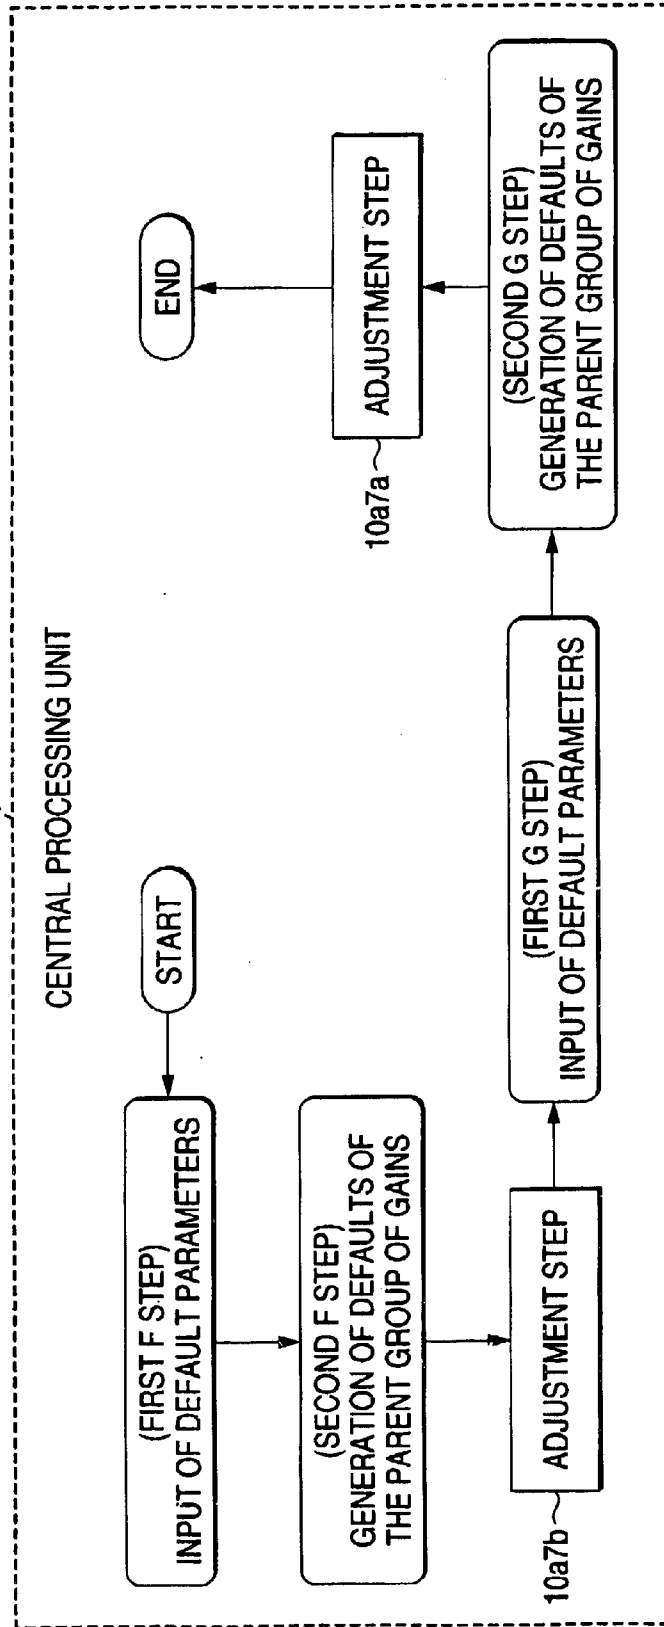 CENTRAL PROCESSING UNIT
START
(FIRST F STEP)
INPUT OF DEFAULT PARAMETERS
(SECOND F STEP)
GENERATION OF DEFAULTS OF
THE PARENT GROUP OF GAINS
10a7b
ADJUSTMENT STEP
(FIRST G STEP)
INPUT OF DEFAULT PARAMETERS
(SECOND G STEP)
GENERATION OF DEFAULTS OF
THE PARENT GROUP OF GAINS
10a7a
ADJUSTMENT STEP
END